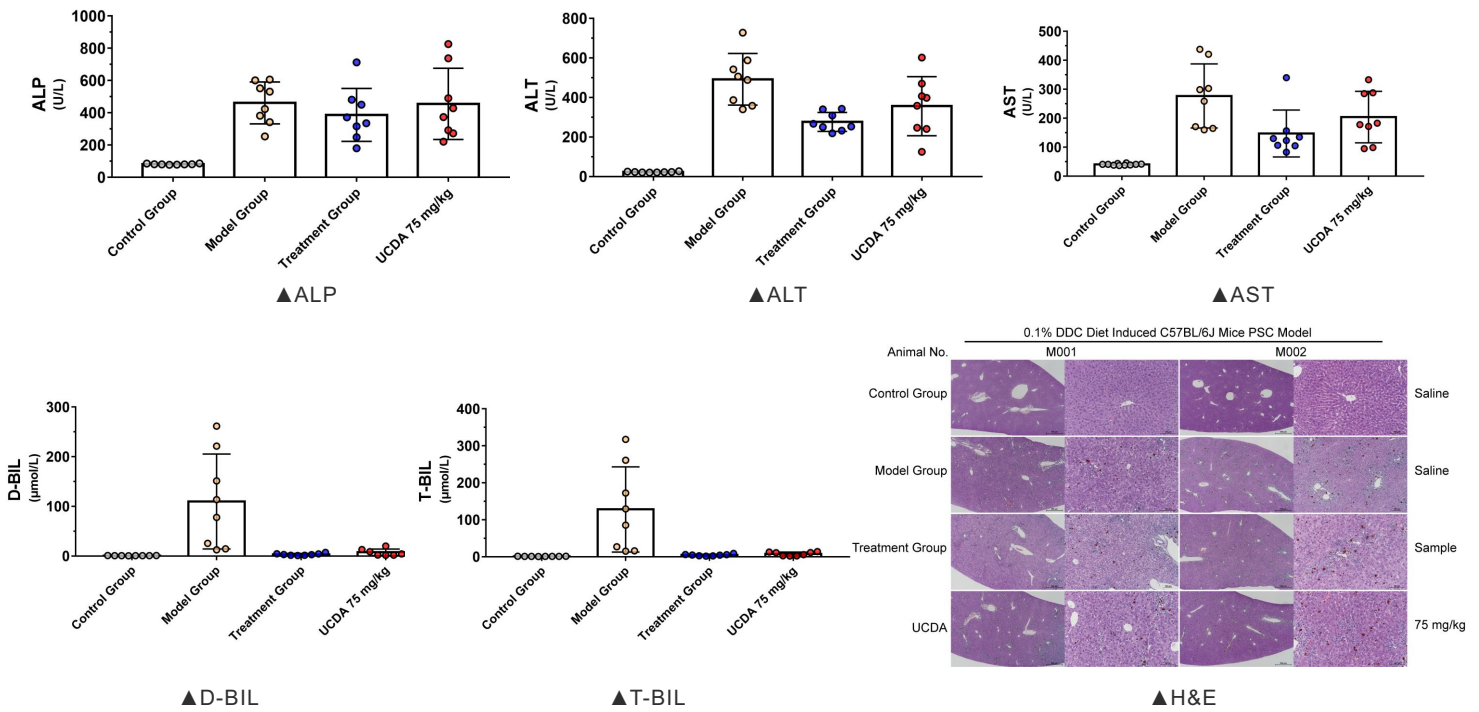 1000
800
600
400
200
0
ALP
(U/L)
Control Group
Model Group
Treatment Group
UCDA 75 mg/kg
▲ALP
800
600
400
200
0
ALT
(U/L)
Control Group
Model Group
Treatment Group
UCDA 75 mg/kg
▲ALT
500
400
300
200
100
0
AST
(U/L)
Control Group
Model Group
Treatment Group
UCDA 75 mg/kg
▲AST
300
200
100
0
D-BIL
(μmol/L)
Control Group
Model Group
Treatment Group
UCDA 75 mg/kg
▲D-BIL
400
300
200
100
0
T-BIL
(μmol/L)
Control Group
Model Group
Treatment Group
UCDA 75 mg/kg
▲T-BIL
0.1% DDC Diet Induced C57BL/6J Mice PSC Model
Animal No. M001 M002
Control Group Saline
Model Group Saline
Treatment Group Sample
UCDA 75 mg/kg
▲H&E